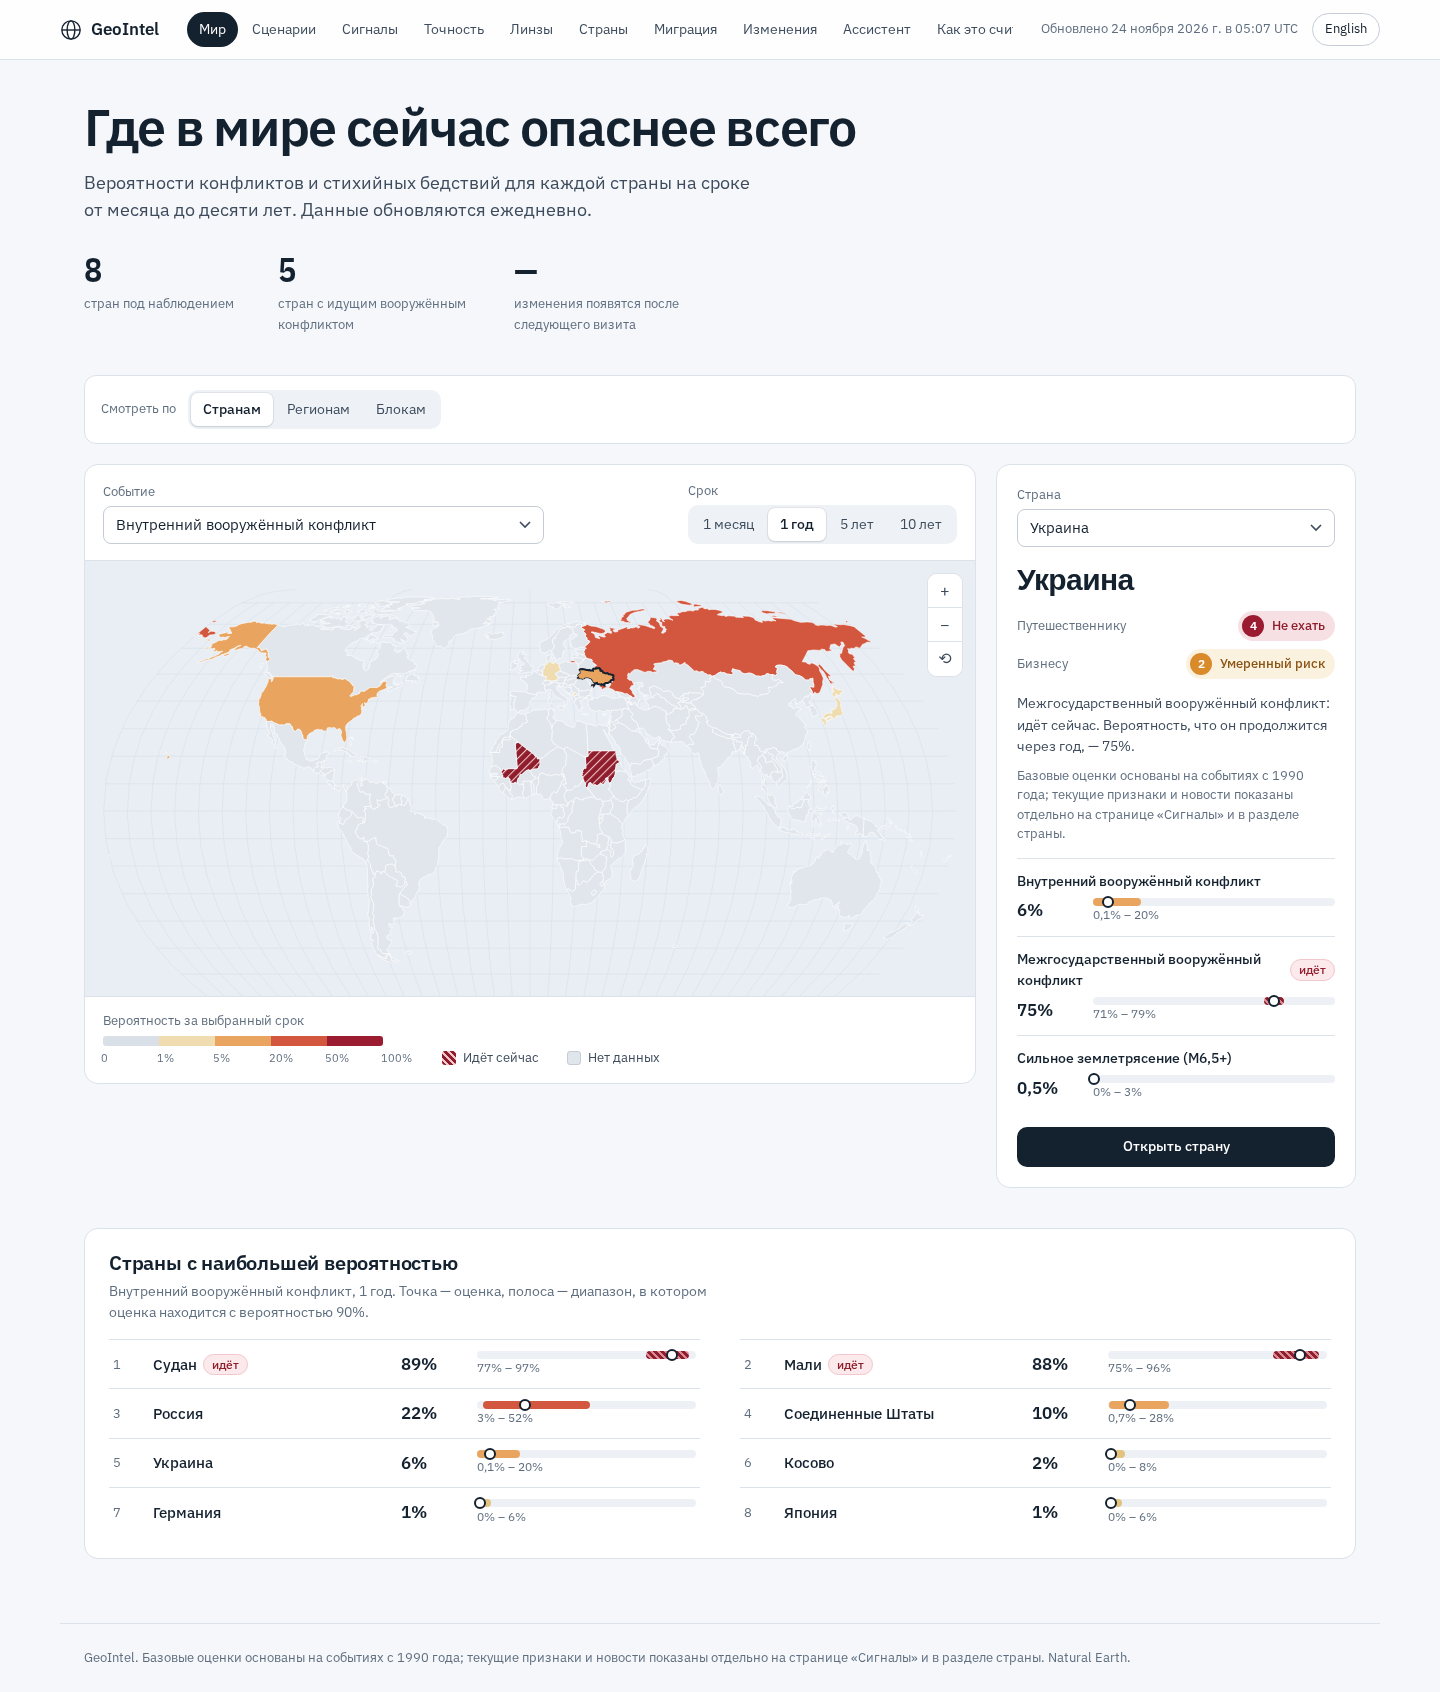 GeoIntel
Мир
Сценарии
Сигналы
Точность
Линзы
Страны
Миграция
Изменения
Ассистент
Как это счи
Обновлено 24 ноября 2026 г. в 05:07 UTC
English
Где в мире сейчас опаснее всего
Вероятности конфликтов и стихийных бедствий для каждой страны на сроке
от месяца до десяти лет. Данные обновляются ежедневно.
8
стран под наблюдением
5
стран с идущим вооружённым
конфликтом
—
изменения появятся после
следующего визита
Смотреть по
Странам
Регионам
Блокам
Событие
Внутренний вооружённый конфликт
Срок
1 месяц
1 год
5 лет
10 лет
+
−
⟲
Вероятность за выбранный срок
0
1%
5%
20%
50%
100%
Идёт сейчас
Нет данных
Страна
Украина
Украина
Путешественнику
4 Не ехать
Бизнесу
2 Умеренный риск
Межгосударственный вооружённый конфликт:
идёт сейчас. Вероятность, что он продолжится
через год, — 75%.
Базовые оценки основаны на событиях с 1990
года; текущие признаки и новости показаны
отдельно на странице «Сигналы» и в разделе
страны.
Внутренний вооружённый конфликт
6%
0,1% – 20%
Межгосударственный вооружённый
конфликт
идёт
75%
71% – 79%
Сильное землетрясение (M6,5+)
0,5%
0% – 3%
Открыть страну
Страны с наибольшей вероятностью
Внутренний вооружённый конфликт, 1 год. Точка — оценка, полоса — диапазон, в котором
оценка находится с вероятностью 90%.
1 Судан идёт 89% 77% – 97%
2 Мали идёт 88% 75% – 96%
3 Россия 22% 3% – 52%
4 Соединенные Штаты 10% 0,7% – 28%
5 Украина 6% 0,1% – 20%
6 Косово 2% 0% – 8%
7 Германия 1% 0% – 6%
8 Япония 1% 0% – 6%
GeoIntel. Базовые оценки основаны на событиях с 1990 года; текущие признаки и новости показаны отдельно на странице «Сигналы» и в разделе страны. Natural Earth.